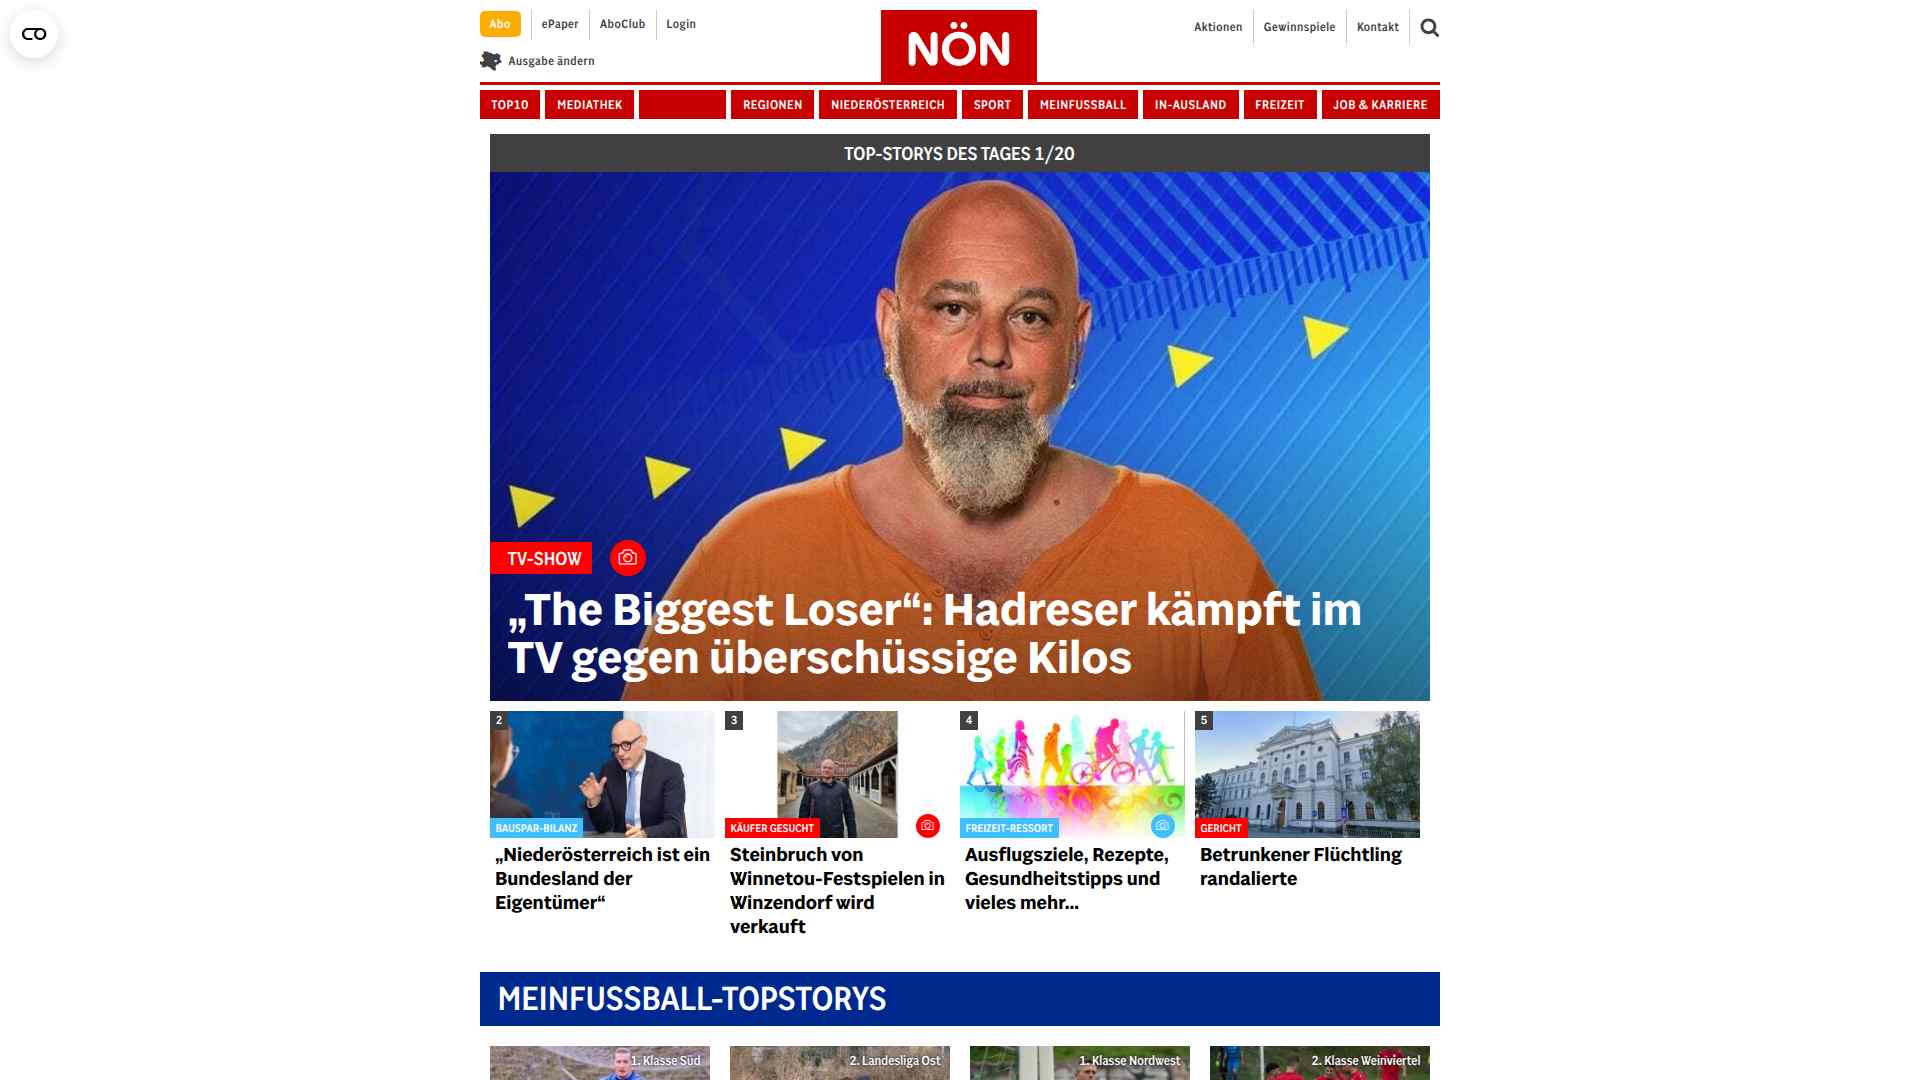 Abo
ePaper
AboClub
Login
Ausgabe ändern
NÖN
Aktionen
Gewinnspiele
Kontakt
TOP10
MEDIATHEK
REGIONEN
NIEDERÖSTERREICH
SPORT
MEINFUSSBALL
IN-AUSLAND
FREIZEIT
JOB & KARRIERE
TOP-STORYS DES TAGES 1/20
TV-SHOW
„The Biggest Loser“: Hadreser kämpft im
TV gegen überschüssige Kilos
2
BAUSPAR-BILANZ
„Niederösterreich ist ein
Bundesland der
Eigentümer“
3
KÄUFER GESUCHT
Steinbruch von
Winnetou-Festspielen in
Winzendorf wird
verkauft
4
FREIZEIT-RESSORT
Ausflugsziele, Rezepte,
Gesundheitstipps und
vieles mehr...
5
GERICHT
Betrunkener Flüchtling
randalierte
MEINFUSSBALL-TOPSTORYS
1. Klasse Süd
2. Landesliga Ost
1. Klasse Nordwest
2. Klasse Weinviertel